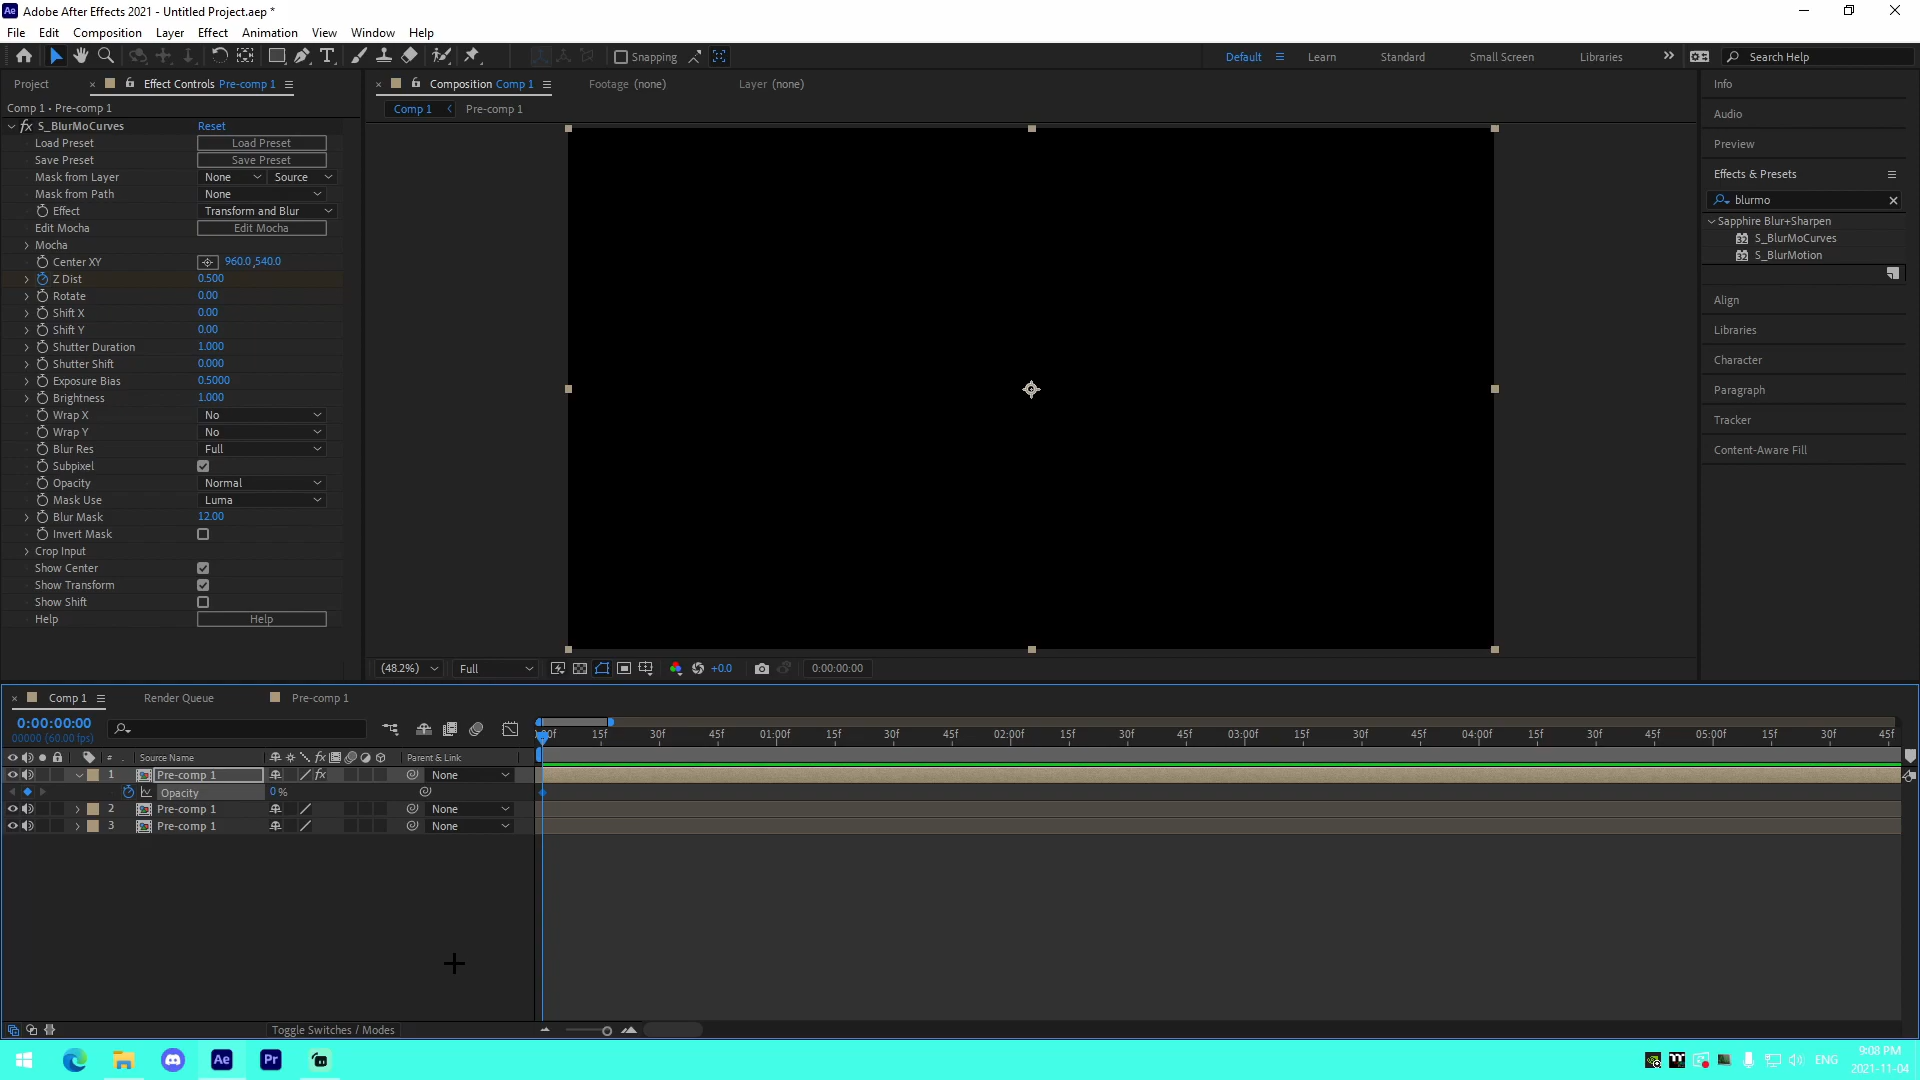 Adobe After Effects 2021 - Untitled Project.aep *
File Edit Composition Layer Effect Animation View Window Help
Snapping
Default Learn Standard Small Screen Libraries Search Help
Project
Effect Controls Pre-comp 1
Comp 1 • Pre-comp 1
fx S_BlurMoCurves Reset
Load Preset Load Preset
Save Preset Save Preset
Mask from Layer None Source
Mask from Path None
Effect Transform and Blur
Edit Mocha Edit Mocha
Mocha
Center XY 960.0,540.0
Z Dist 0.500
Rotate 0.00
Shift X 0.00
Shift Y 0.00
Shutter Duration 1.000
Shutter Shift 0.000
Exposure Bias 0.5000
Brightness 1.000
Wrap X No
Wrap Y No
Blur Res Full
Subpixel
Opacity Normal
Mask Use Luma
Blur Mask 12.00
Invert Mask
Crop Input
Show Center
Show Transform
Show Shift
Help Help
Composition Comp 1
Footage (none)
Layer (none)
Comp 1 Pre-comp 1
(48.2%) Full +0.0 0:00:00:00
Info
Audio
Preview
Effects & Presets
blurmo
Sapphire Blur+Sharpen
32 S_BlurMoCurves
32 S_BlurMotion
Align
Libraries
Character
Paragraph
Tracker
Content-Aware Fill
Comp 1 Render Queue Pre-comp 1
0:00:00:00
00000 (60.00 fps)
15f 30f 45f 01:00f 15f 30f 45f 02:00f 15f 30f 45f 03:00f 15f 30f 45f 04:00f 15f 30f 45f 05:00f 15f 30f 45f
# . Source Name fx Parent & Link
1 Pre-comp 1 fx None
Opacity 0 %
2 Pre-comp 1 None
3 Pre-comp 1 None
Toggle Switches / Modes
Ae Pr
ENG
9:08 PM
2021-11-04